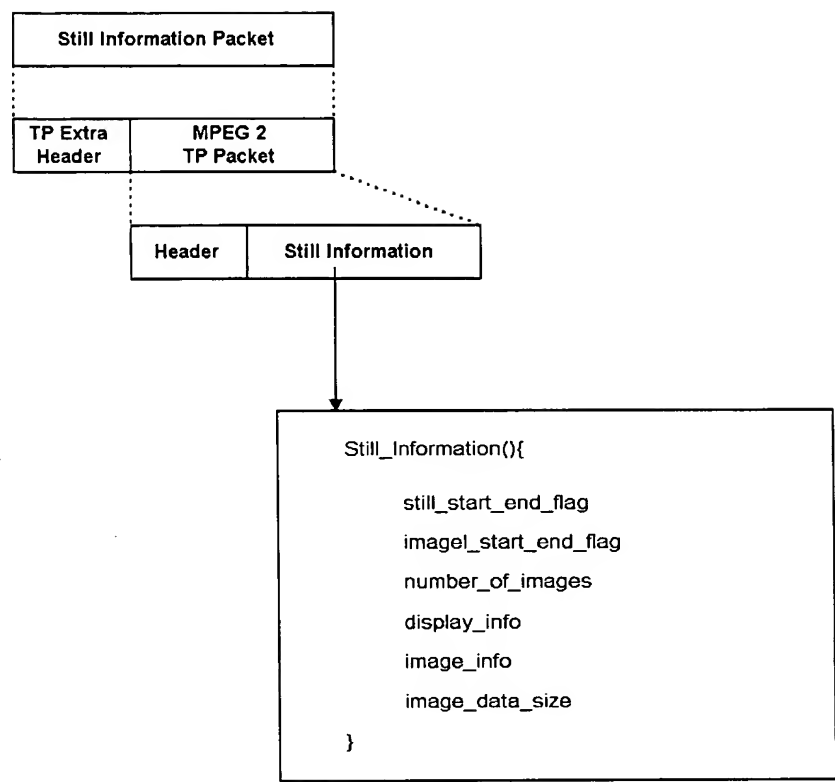 Still Information Packet
TP Extra
Header
MPEG 2
TP Packet
Header
Still Information
Still_Information(){
still_start_end_flag
imagel_start_end_flag
number_of_images
display_info
image_info
image_data_size
}